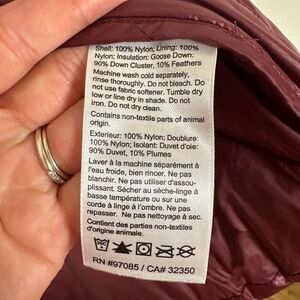 Shell: 100% Nylon; Lining: 100%
Nylon; Insulation: Goose Down:
90% Down Cluster, 10% Feathers
Machine wash cold separately,
rinse thoroughly. Do not bleach. Do
not use fabric softener. Tumble dry
low or line dry in shade. Do not
iron. Do not dry clean.
Contains non-textile parts of animal
origin.
Exterieur: 100% Nylon; Doublure:
100% Nylon; Isolant: Duvet d'oie:
90% Duvet, 10% Plumes
Laver à la machine séparément à
l'eau froide, bien rincer. Ne pas
blanchir. Ne pas utiliser
d'assouplissant. Sécher au sèche-linge à
basse température ou sur une
corde à linge à l'ombre. Ne pas
repasser. Ne pas nettoyage à sec.
Contient des parties non-textiles
d'origine animale.
RN #97085 / CA# 32350